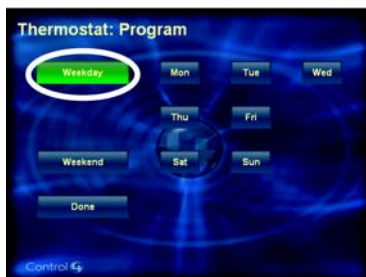 Thermostat: Program
Weekday Mon Tue Wed
Thu Fri
Weekend Sat Sun
Done
Control4